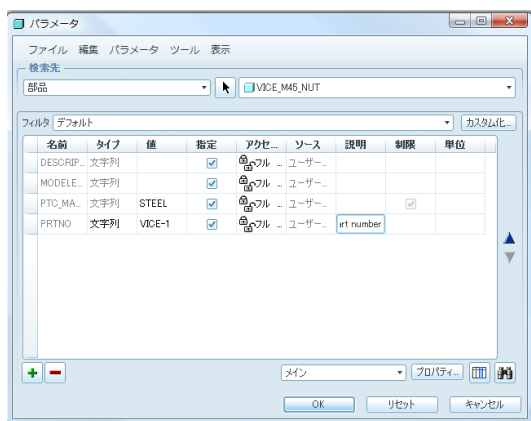 パラメータ
ファイル 編集 パラメータ ツール 表示
検索先
部品 VICE_M45_NUT
フィルタ デフォルト カスタム化...
名前 タイプ 値 指定 アクセ... ソース 説明 制限 単位
DESCRIP... 文字列 フル ... ユーザー...
MODELE... 文字列 フル ... ユーザー...
PTC_MA... 文字列 STEEL フル ... ユーザー...
PRTNO 文字列 VICE-1 フル ... ユーザー... art number
メイン プロパティ...
OK リセット キャンセル